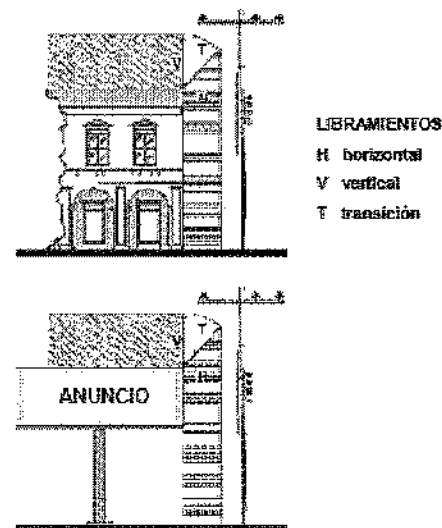 T
V
H
LIBRAMIENTOS
H horizontal
V vertical
T transición
T
V
H
ANUNCIO